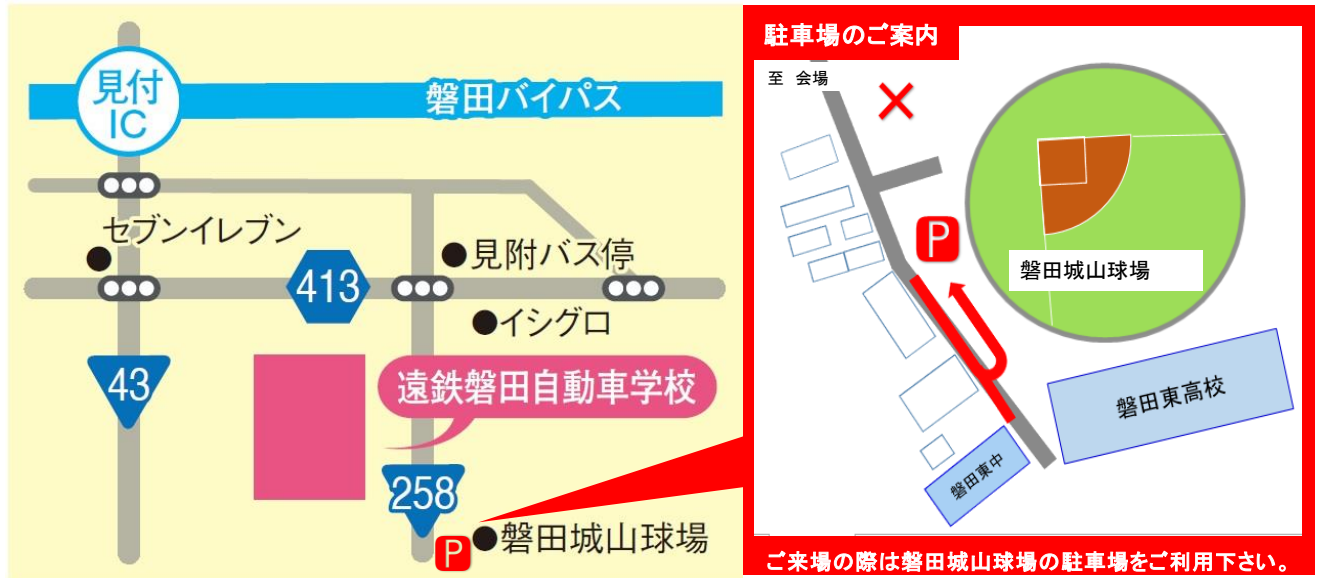 見付
IC
磐田バイパス
セブンイレブン
413
見附バス停
イシグロ
43
遠鉄磐田自動車学校
258
P
磐田城山球場
駐車場のご案内
至 会場
P
磐田城山球場
磐田東高校
磐田東中
ご来場の際は磐田城山球場の駐車場をご利用下さい。